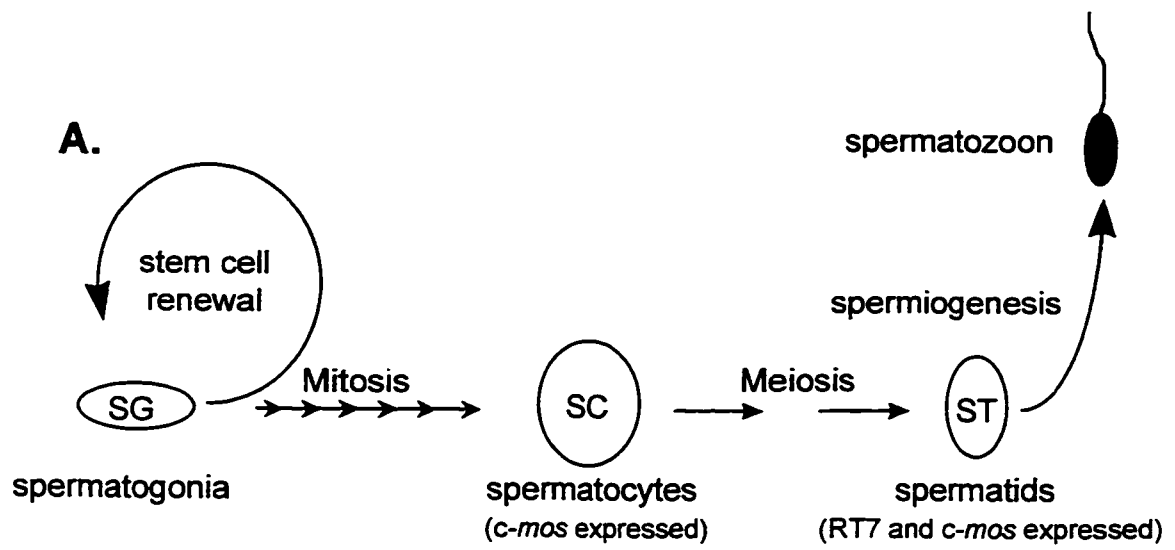 A.
spermatozoon
stem cell
renewal
spermiogenesis
Mitosis
Meiosis
SG
SC
ST
spermatogonia
spermatocytes
spermatids
(c-mos expressed)
(RT7 and c-mos expressed)